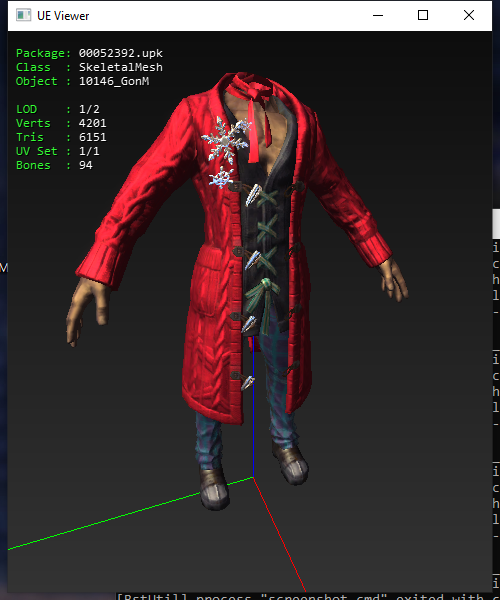 UE Viewer
Package: 00052392.upk
Class : SkeletalMesh
Object : 10146_GonM
LOD : 1/2
Verts : 4201
Tris : 6151
UV Set : 1/1
Bones : 94
M
i
c
h
l
-
i
c
h
l
-
i
c
h
l
-
i
[BstUtil] process "screenshot.cmd" exited with c